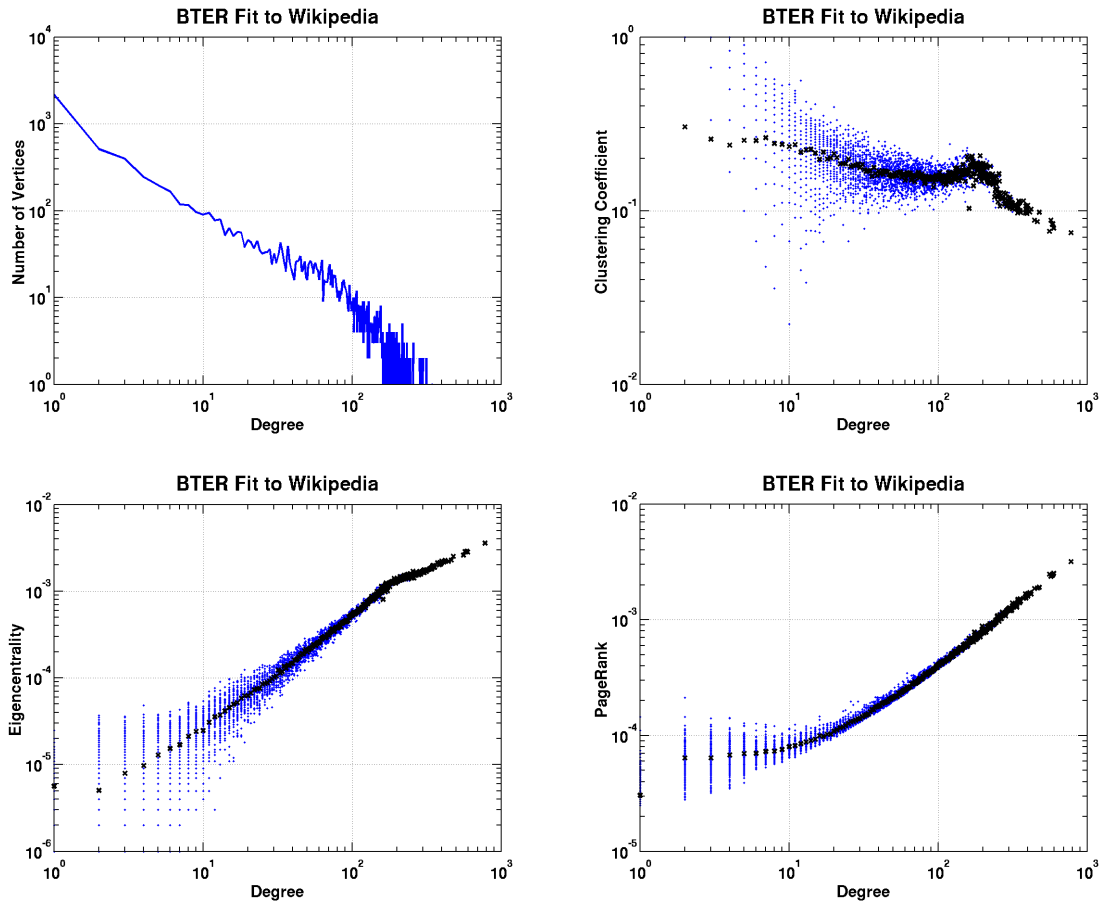 BTER Fit to Wikipedia
Number of Vertices
10^4
10^3
10^2
10^1
10^0
10^0 10^1 10^2 10^3
Degree
BTER Fit to Wikipedia
Clustering Coefficient
10^0
10^-1
10^-2
10^0 10^1 10^2 10^3
Degree
BTER Fit to Wikipedia
Eigencentrality
10^-2
10^-3
10^-4
10^-5
10^-6
10^0 10^1 10^2 10^3
Degree
BTER Fit to Wikipedia
PageRank
10^-2
10^-3
10^-4
10^-5
10^0 10^1 10^2 10^3
Degree